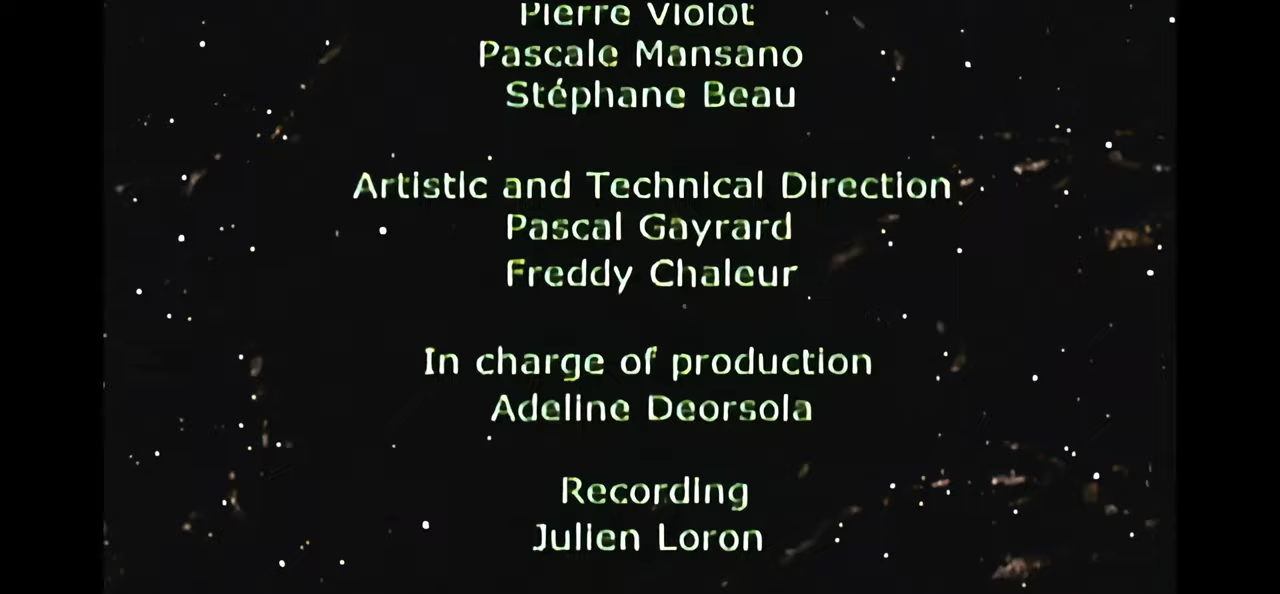 Pierre Violot
Pascale Mansano
Stéphane Beau
Artistic and Technical Direction
Pascal Gayrard
Freddy Chaleur
In charge of production
Adeline Deorsola
Recording
Julien Loron